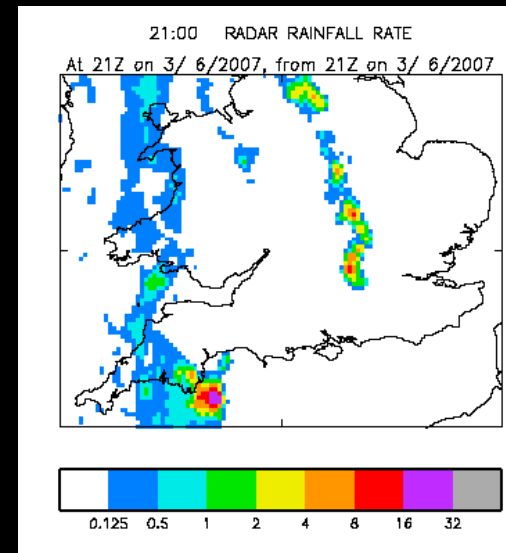 21:00 RADAR RAINFALL RATE
At 21Z on 3/ 6/2007, from 21Z on 3/ 6/2007
0.125 0.5 1 2 4 8 16 32